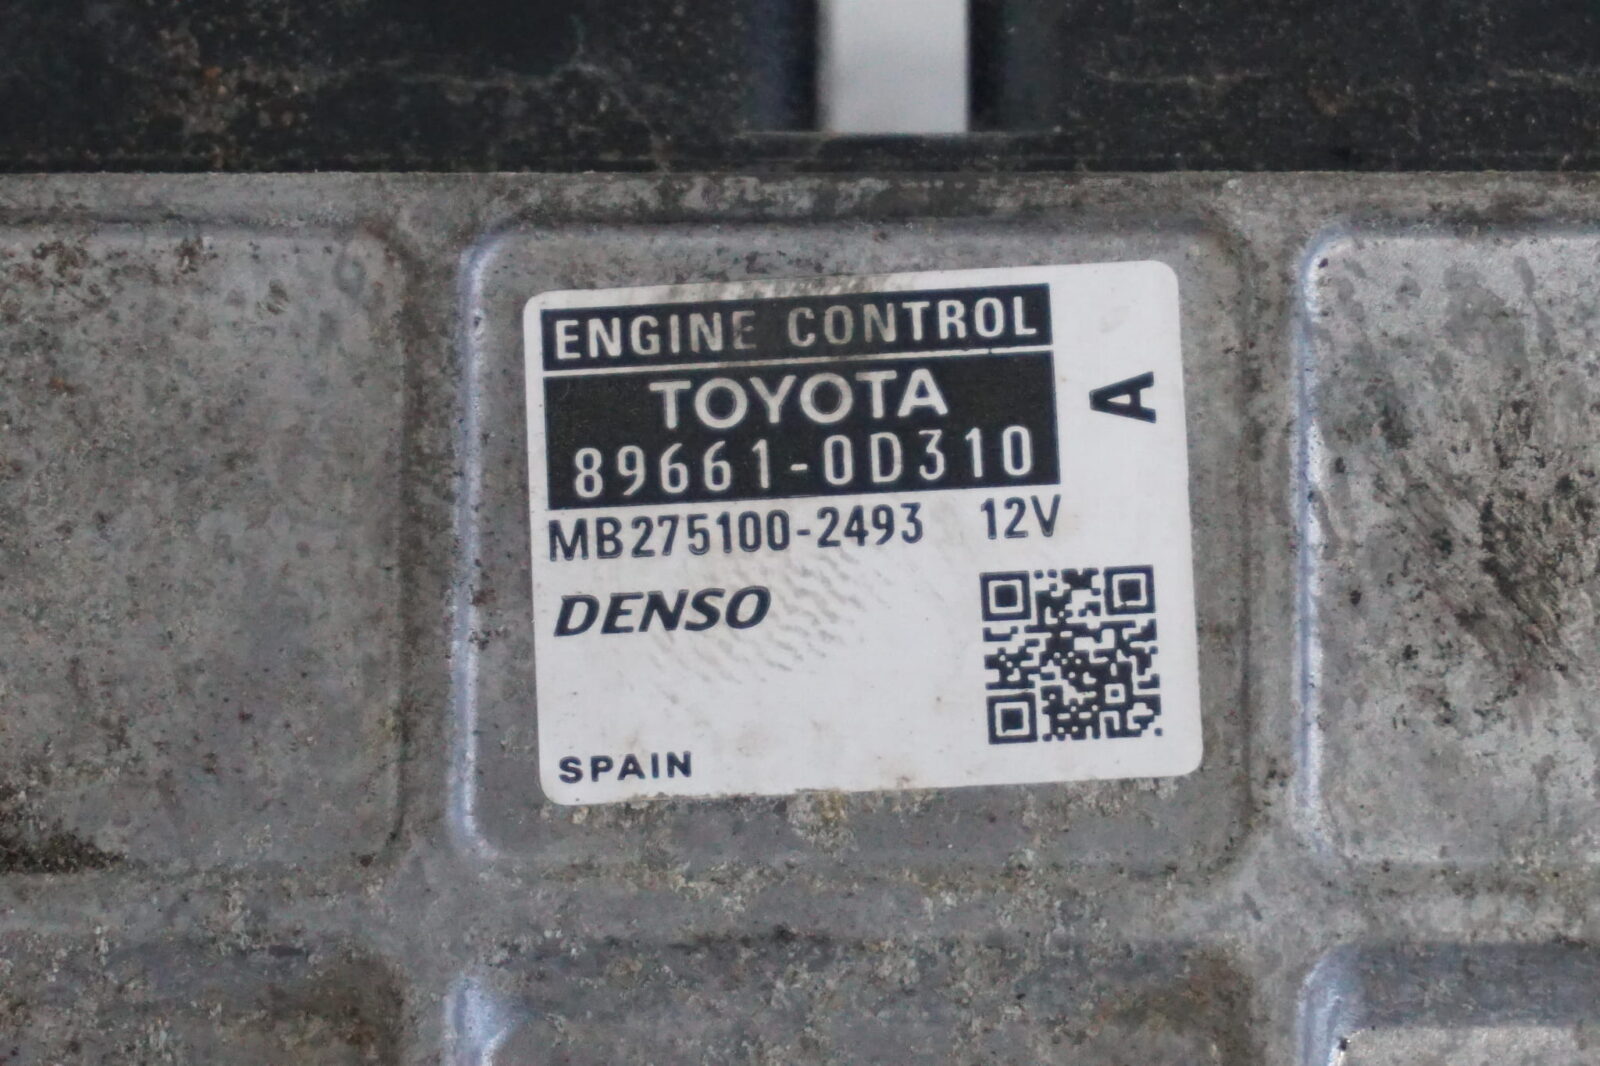 ENGINE CONTROL
TOYOTA
89661-0D310
MB275100-2493 12V
A
DENSO
SPAIN